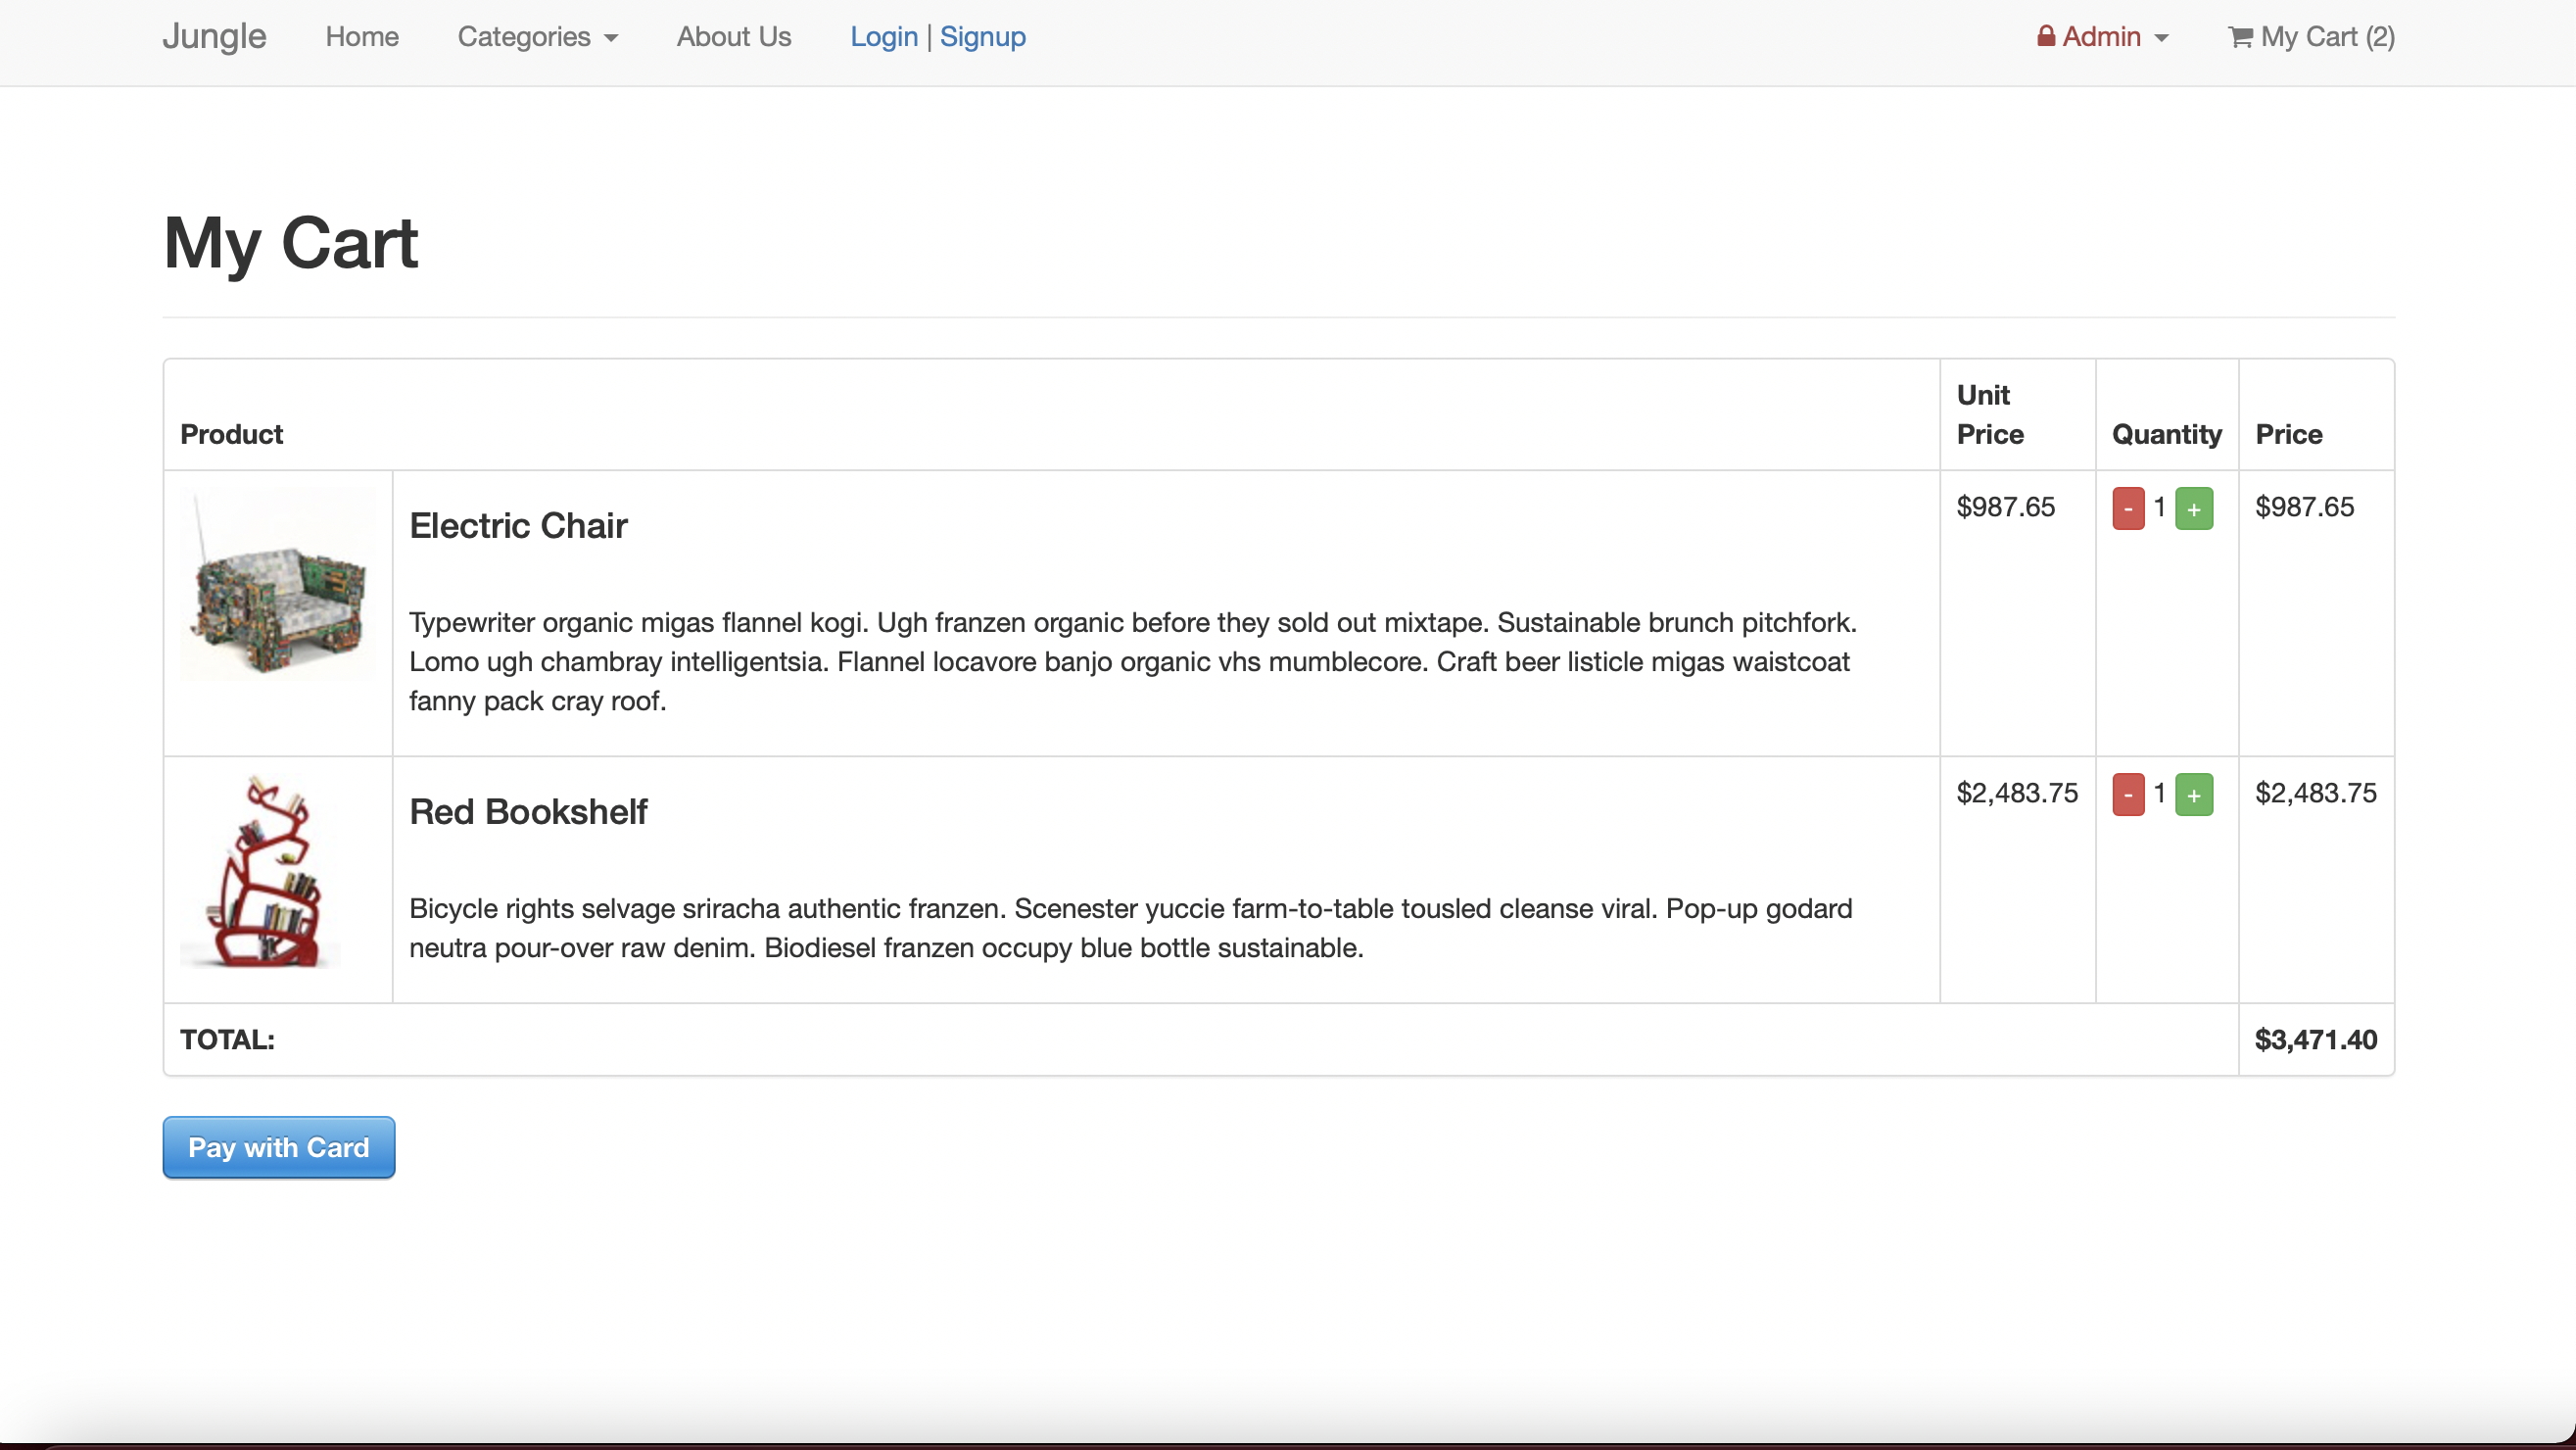 Jungle Home Categories About Us Login | Signup Admin My Cart (2)
My Cart
Product Unit Price Quantity Price
Electric Chair $987.65 - 1 + $987.65
Typewriter organic migas flannel kogi. Ugh franzen organic before they sold out mixtape. Sustainable brunch pitchfork.
Lomo ugh chambray intelligentsia. Flannel locavore banjo organic vhs mumblecore. Craft beer listicle migas waistcoat
fanny pack cray roof.
Red Bookshelf $2,483.75 - 1 + $2,483.75
Bicycle rights selvage sriracha authentic franzen. Scenester yuccie farm-to-table tousled cleanse viral. Pop-up godard
neutra pour-over raw denim. Biodiesel franzen occupy blue bottle sustainable.
TOTAL: $3,471.40
Pay with Card